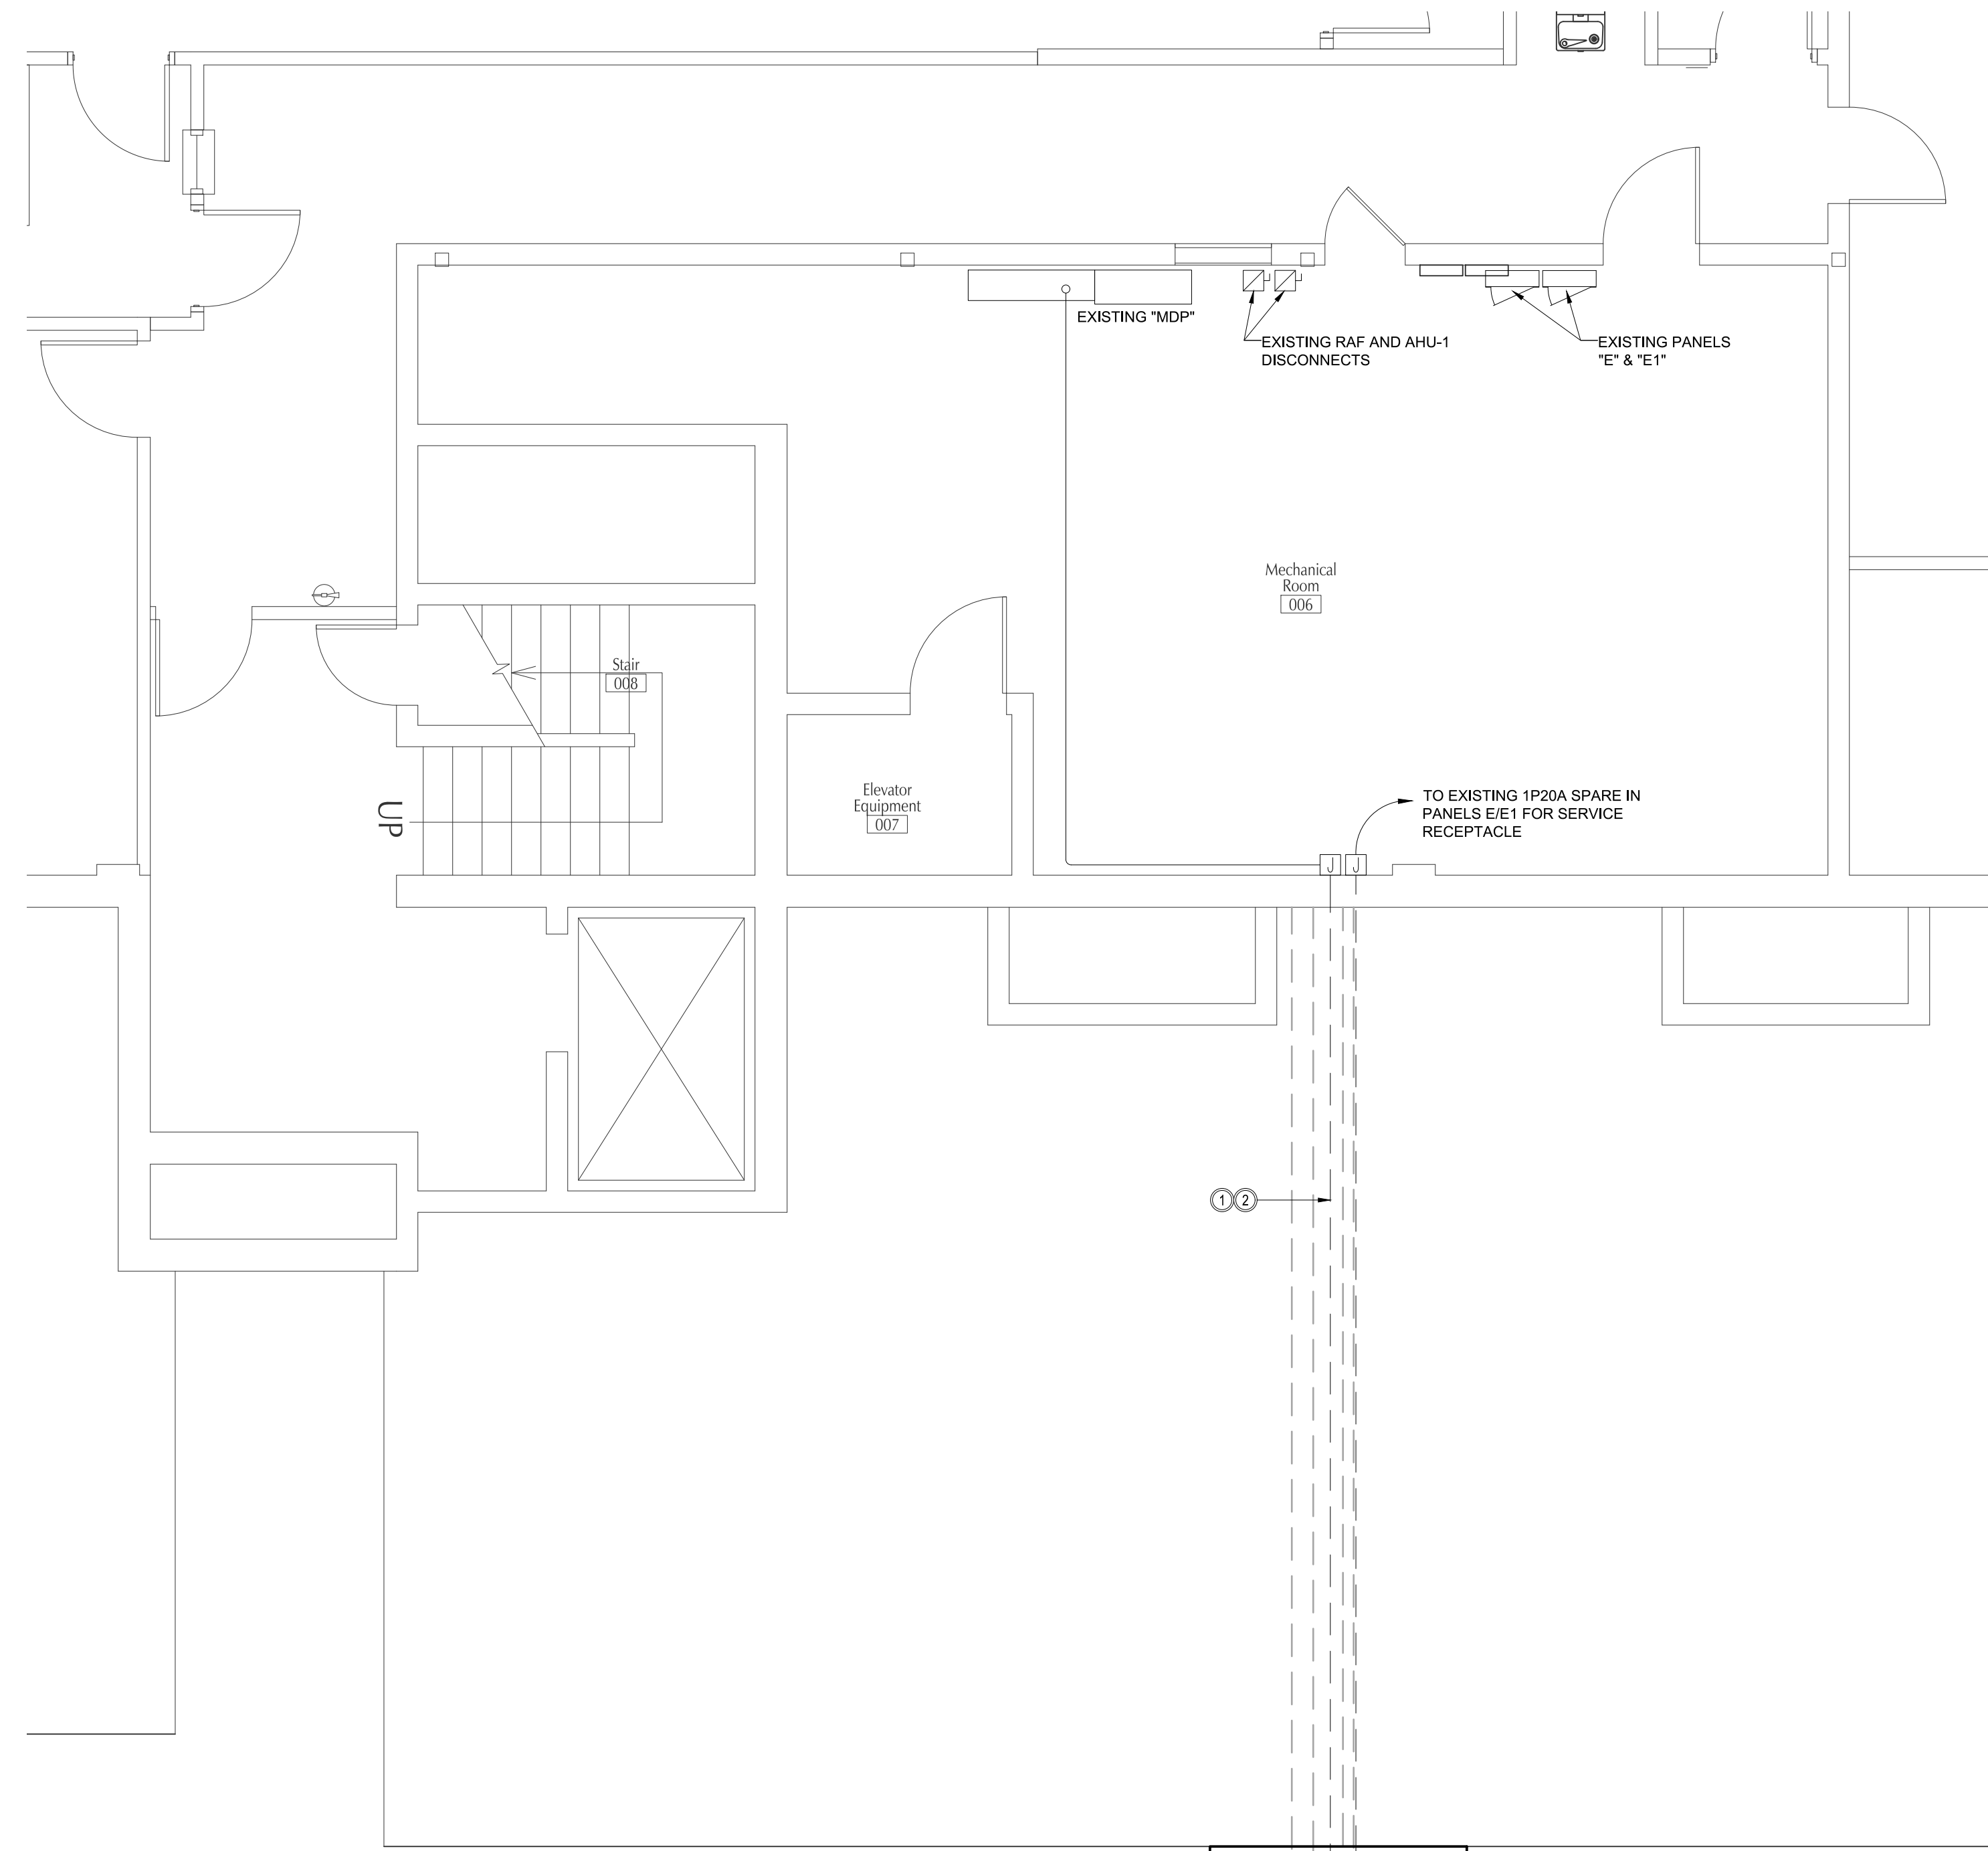 EXISTING "MDP"
EXISTING RAF AND AHU-1
DISCONNECTS
EXISTING PANELS
"E" & "E1"
Mechanical
Room
006
Stair
008
UP
Elevator
Equipment
007
TO EXISTING 1P20A SPARE IN
PANELS E/E1 FOR SERVICE
RECEPTACLE
J J
1 2